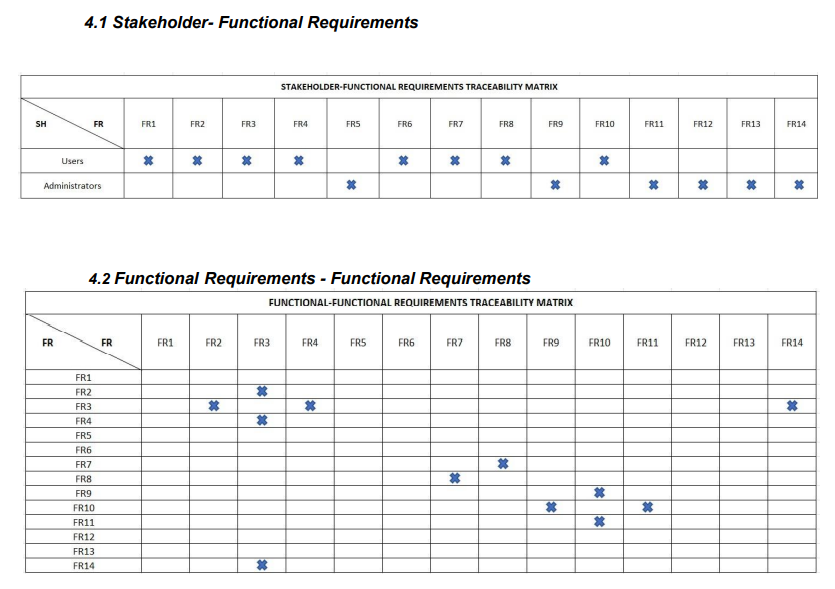 4.1 Stakeholder- Functional Requirements
STAKEHOLDER-FUNCTIONAL REQUIREMENTS TRACEABILITY MATRIX
SH FR FR1 FR2 FR3 FR4 FR5 FR6 FR7 FR8 FR9 FR10 FR11 FR12 FR13 FR14
Users ✖ ✖ ✖ ✖ ✖ ✖ ✖ ✖
Administrators ✖ ✖ ✖ ✖ ✖ ✖
4.2 Functional Requirements - Functional Requirements
FUNCTIONAL-FUNCTIONAL REQUIREMENTS TRACEABILITY MATRIX
FR FR FR1 FR2 FR3 FR4 FR5 FR6 FR7 FR8 FR9 FR10 FR11 FR12 FR13 FR14
FR1
FR2 ✖
FR3 ✖ ✖ ✖
FR4 ✖
FR5
FR6
FR7 ✖
FR8 ✖
FR9 ✖
FR10 ✖ ✖
FR11 ✖
FR12
FR13
FR14 ✖